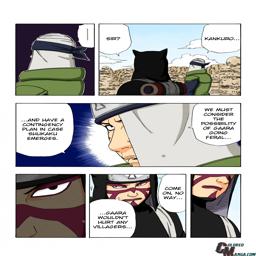 KANKURO...
SIR?
WE MUST
CONSIDER
THE
POSSIBILITY
OF GAARA
GOING
FERAL...
...AND HAVE A
CONTINGENCY
PLAN IN CASE
SHUKAKU
EMERGES.
COME
ON, NO
WAY...
...GAARA
WOULDN'T
HURT ANY
VILLAGERS...
COLORED
MANGA.COM